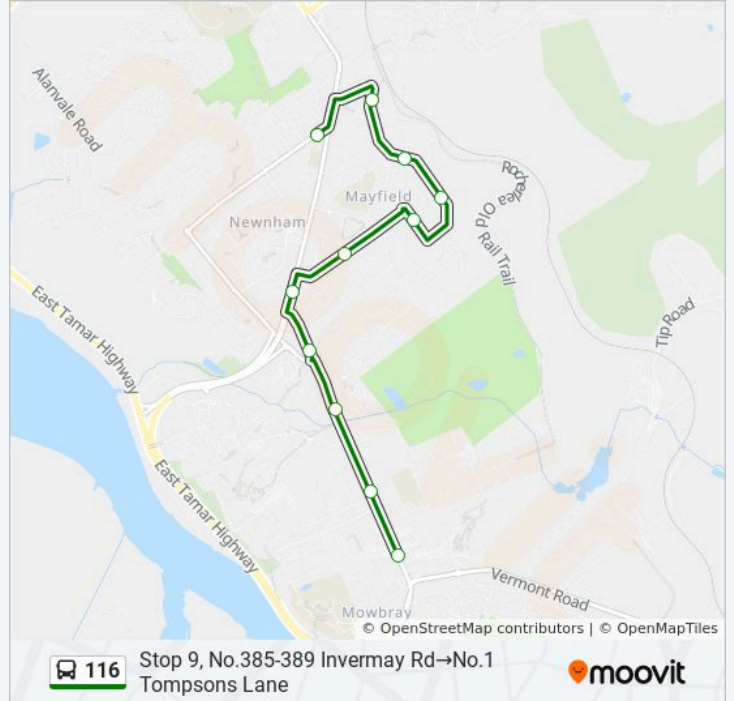 Alanvale Road
Mayfield
Newnham
Rocherlea
Old
Rail Trail
East Tamar Highway
Tip Road
East Tamar Highway
Vermont Road
Mowbray
© OpenStreetMap contributors | © OpenMapTiles
116
Stop 9, No.385-389 Invermay Rd→No.1
Tompsons Lane
moovit